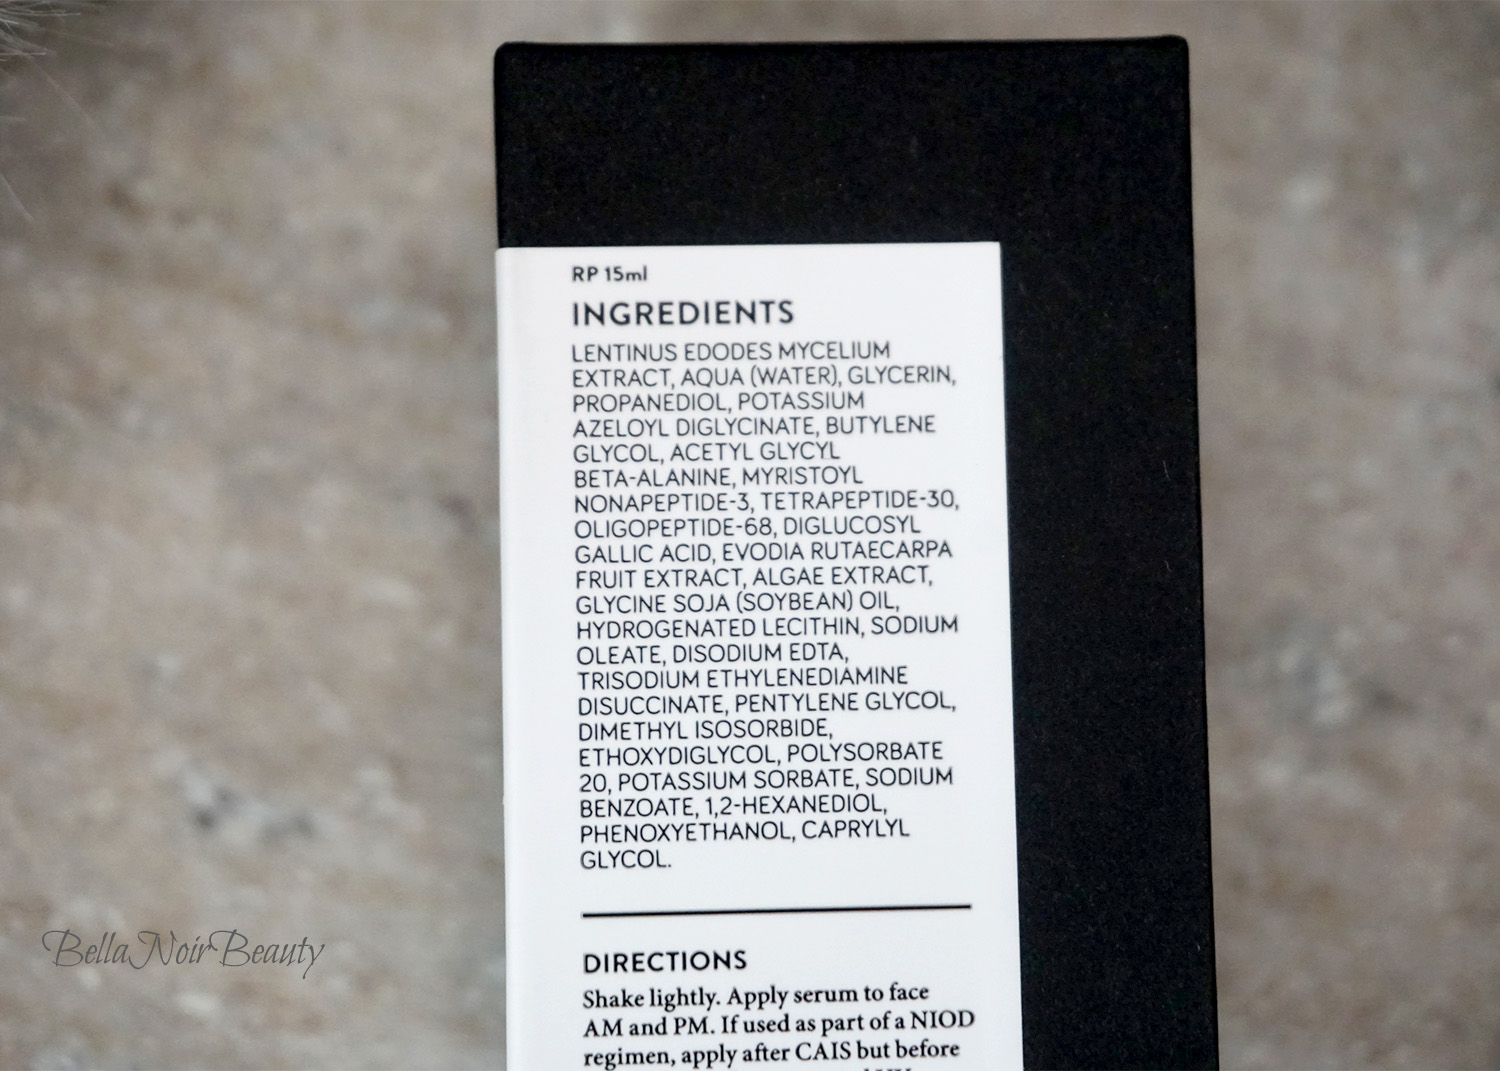 RP 15ml
INGREDIENTS
LENTINUS EDODES MYCELIUM
EXTRACT, AQUA (WATER), GLYCERIN,
PROPANEDIOL, POTASSIUM
AZELOYL DIGLYCINATE, BUTYLENE
GLYCOL, ACETYL GLYCYL
BETA-ALANINE, MYRISTOYL
NONAPEPTIDE-3, TETRAPEPTIDE-30,
OLIGOPEPTIDE-68, DIGLUCOSYL
GALLIC ACID, EVODIA RUTAECARPA
FRUIT EXTRACT, ALGAE EXTRACT,
GLYCINE SOJA (SOYBEAN) OIL,
HYDROGENATED LECITHIN, SODIUM
OLEATE, DISODIUM EDTA,
TRISODIUM ETHYLENEDIAMINE
DISUCCINATE, PENTYLENE GLYCOL,
DIMETHYL ISOSORBIDE,
ETHOXYDIGLYCOL, POLYSORBATE
20, POTASSIUM SORBATE, SODIUM
BENZOATE, 1,2-HEXANEDIOL,
PHENOXYETHANOL, CAPRYLYL
GLYCOL.
DIRECTIONS
Shake lightly. Apply serum to face
AM and PM. If used as part of a NIOD
regimen, apply after CAIS but before
BellaNoirBeauty